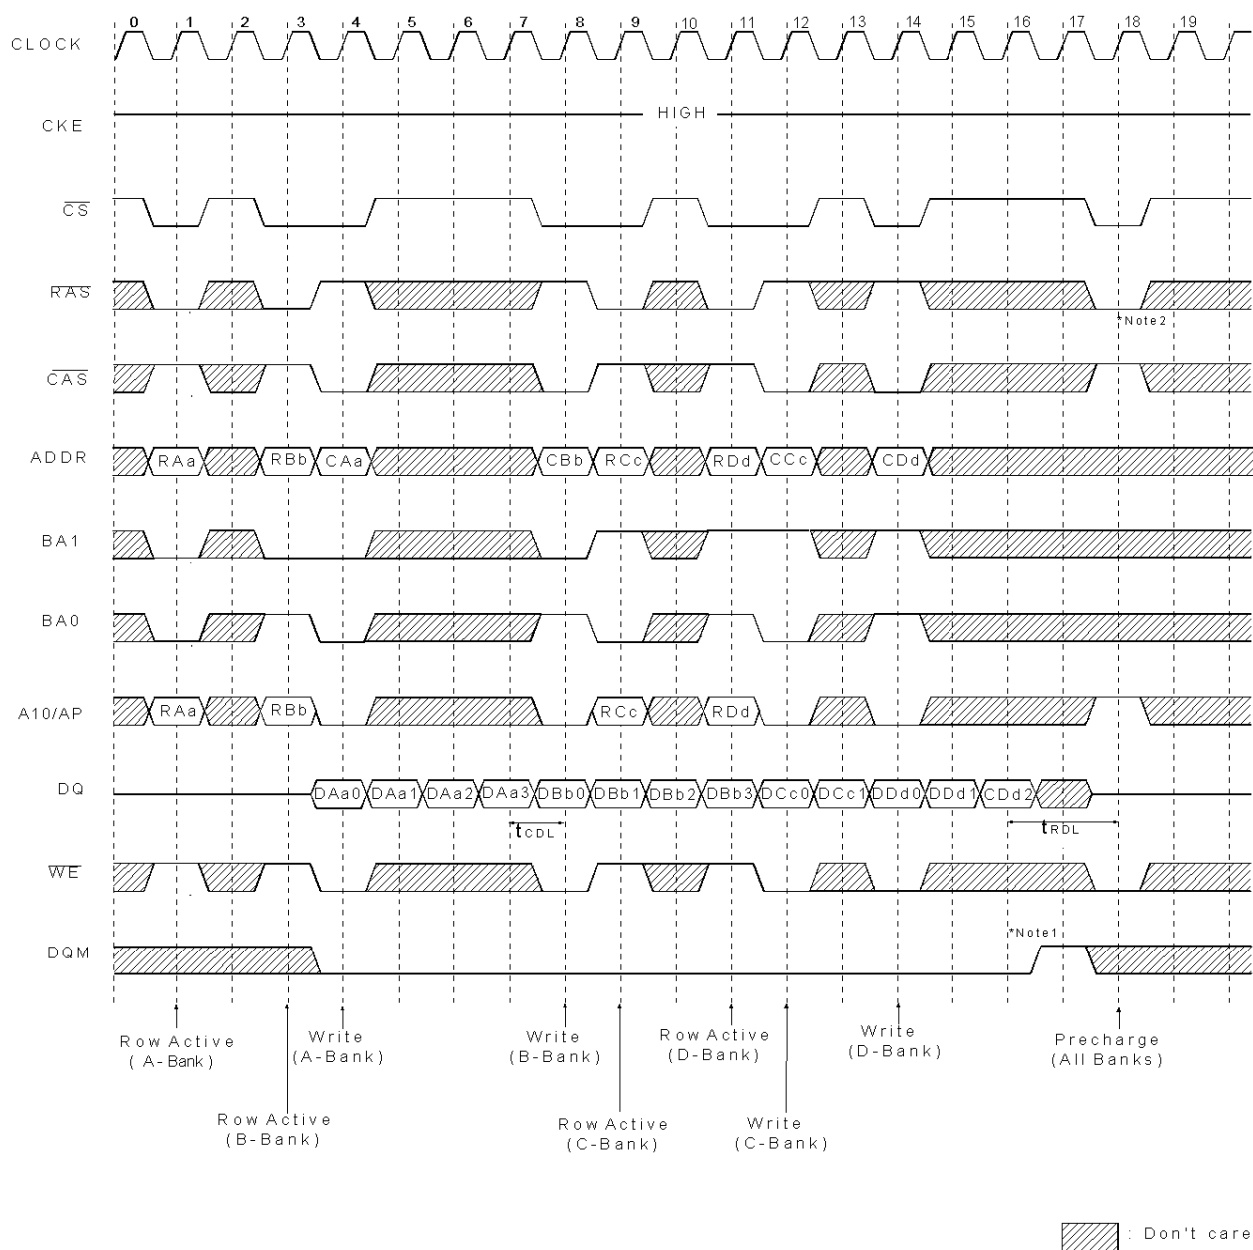 0 1 2 3 4 5 6 7 8 9 10 11 12 13 14 15 16 17 18 19
CLOCK
CKE HIGH
CS
RAS
*Note2
CAS
ADDR RAa RBb CAa CBb RCc RDd CCc CDd
BA1
BA0
A10/AP RAa RBb RCc RDd
DQ DAa0 DAa1 DAa2 DAa3 DBb0 DBb1 DBb2 DBb3 DCc0 DCc1 DDd0 DDd1 CDd2
tCDL tRDL
WE
*Note1
DQM
Row Active
(A-Bank)
Write
(A-Bank)
Write
(B-Bank)
Row Active
(D-Bank)
Write
(D-Bank)
Precharge
(All Banks)
Row Active
(B-Bank)
Row Active
(C-Bank)
Write
(C-Bank)
: Don't care